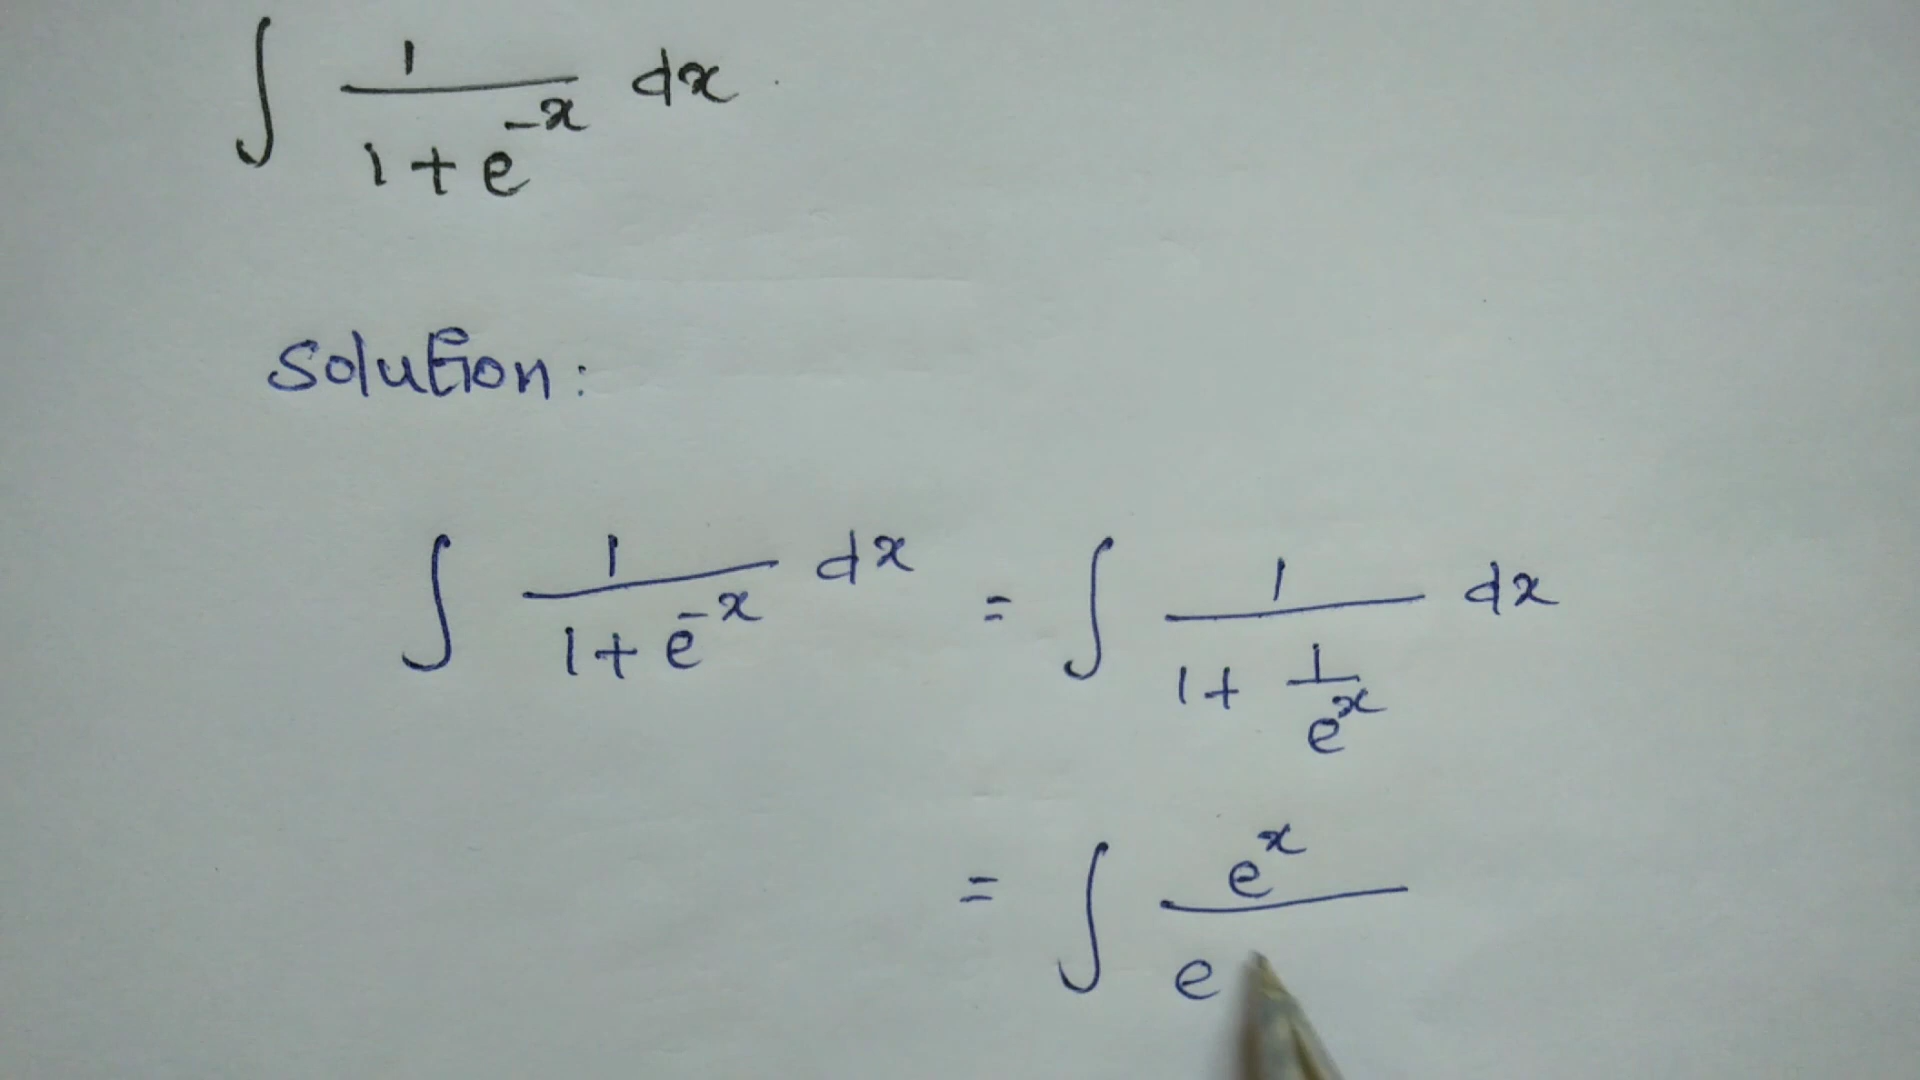 ∫ 1/(1+e^-x) dx
Solution:
∫ 1/(1+e^-x) dx = ∫ 1/(1+1/e^x) dx
= ∫ e^x/e